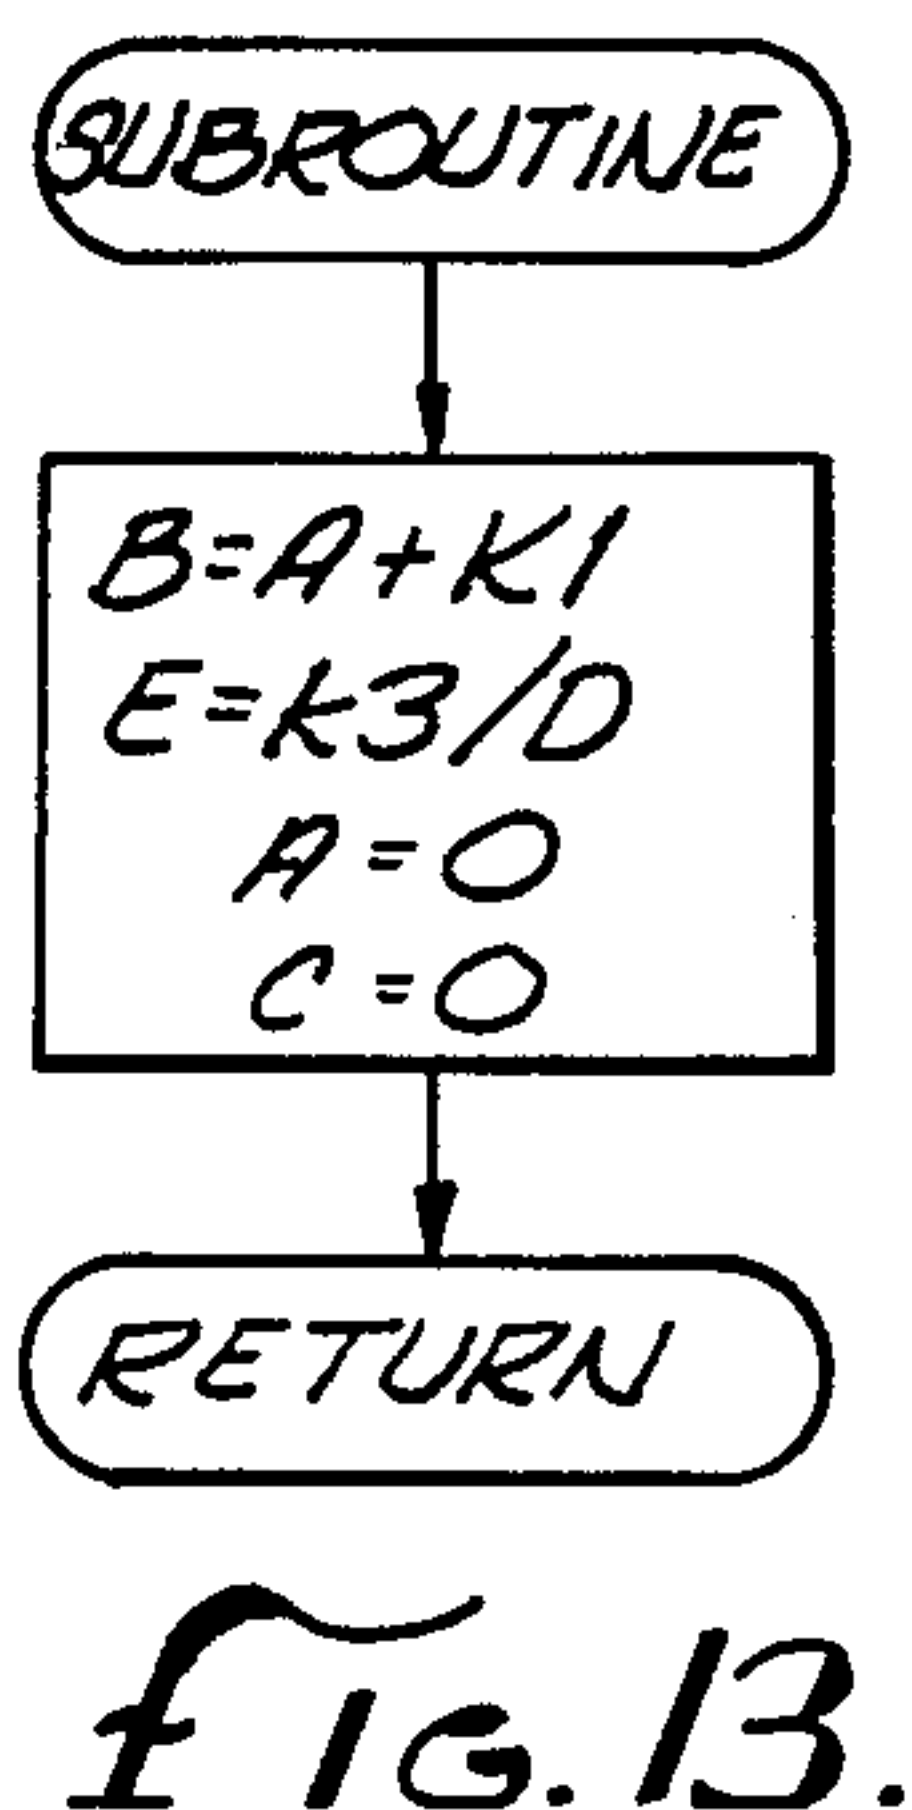 SUBROUTINE
B=A+K1
E=K3/D
A=0
C=0
RETURN
FIG. 13.